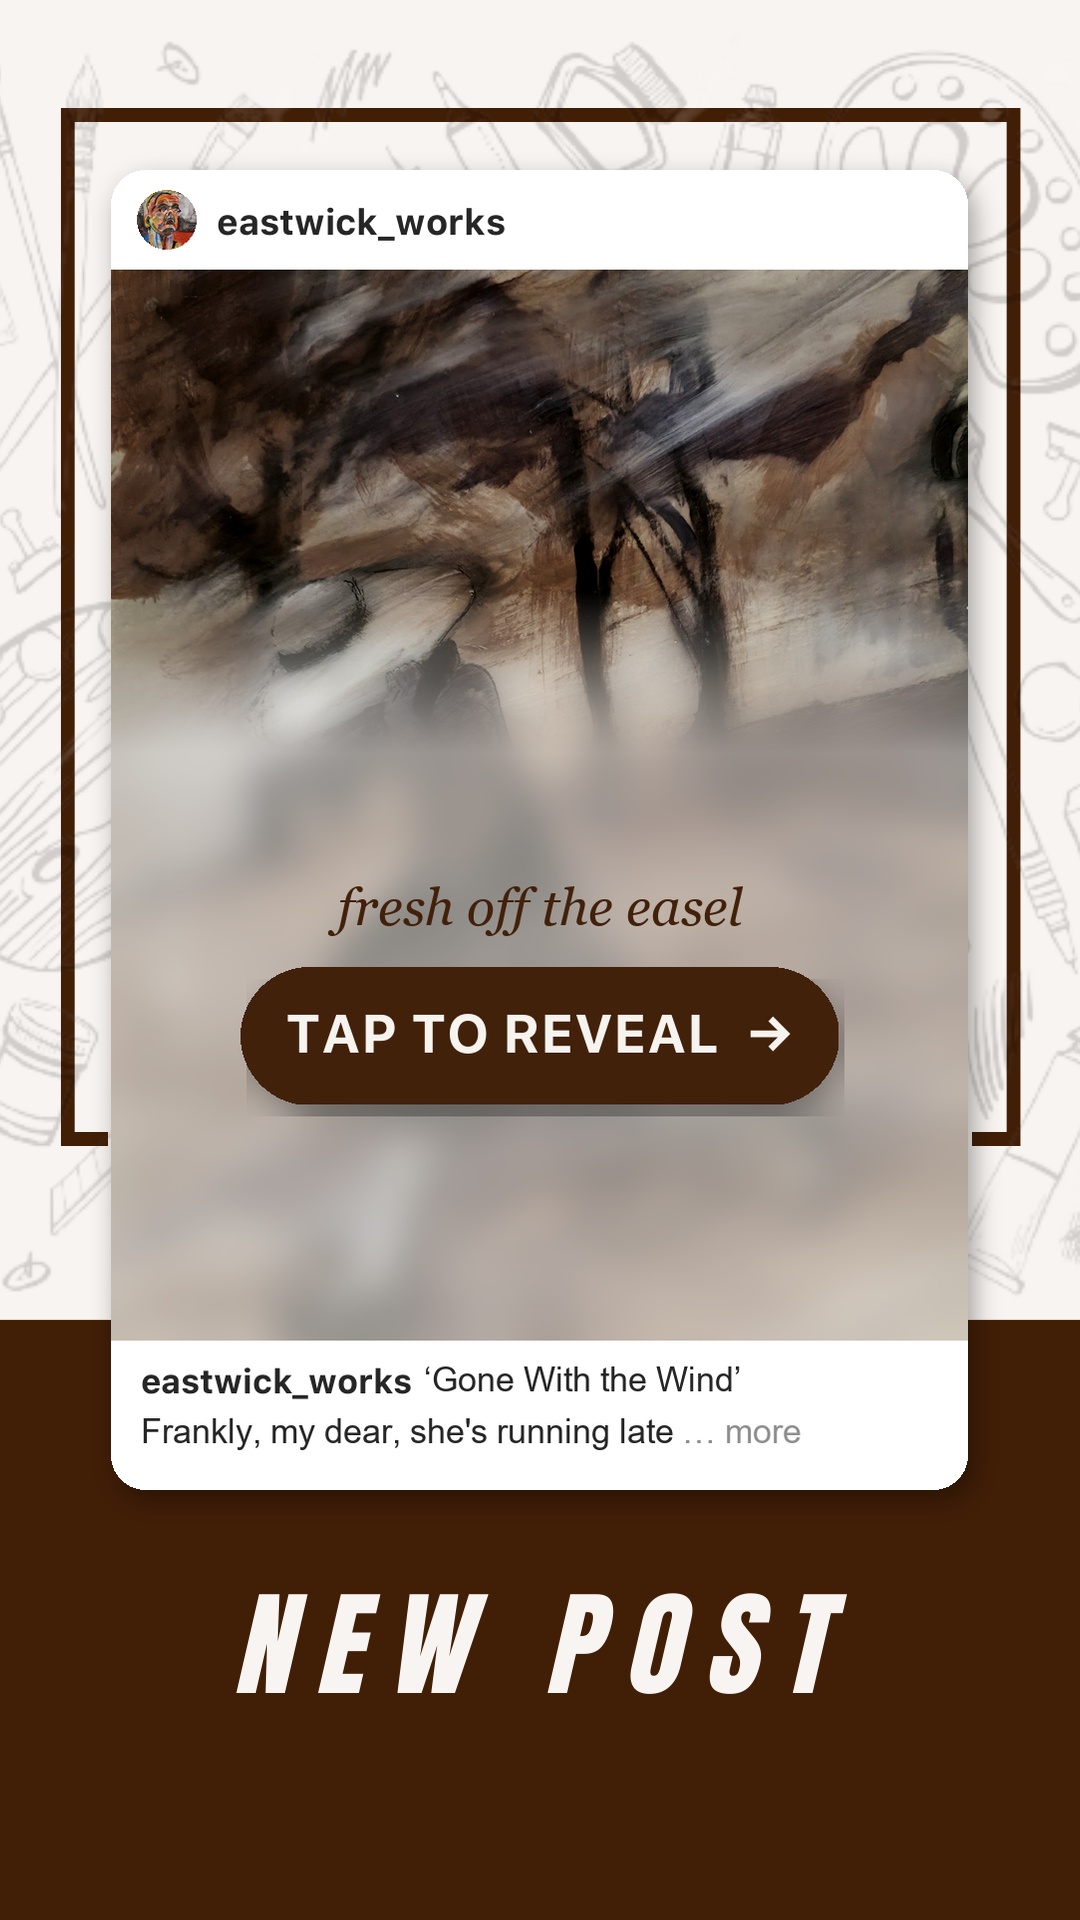 eastwick_works
fresh off the easel
TAP TO REVEAL →
eastwick_works ‘Gone With the Wind’
Frankly, my dear, she's running late … more
NEW POST